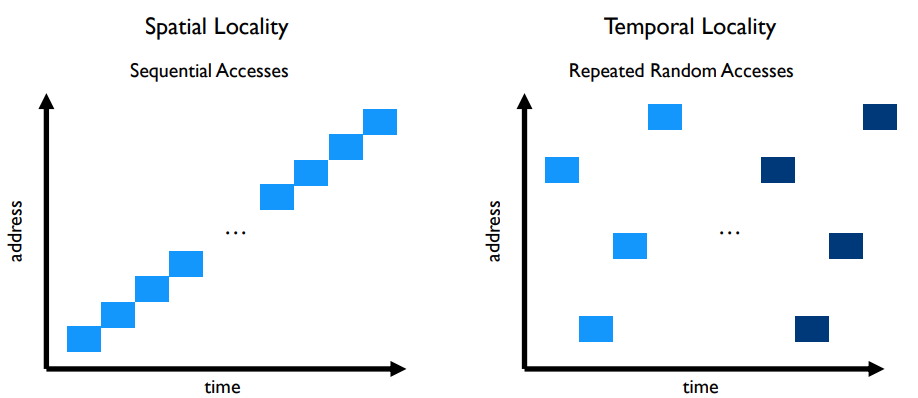 Spatial Locality
Sequential Accesses
address
...
time
Temporal Locality
Repeated Random Accesses
address
...
time